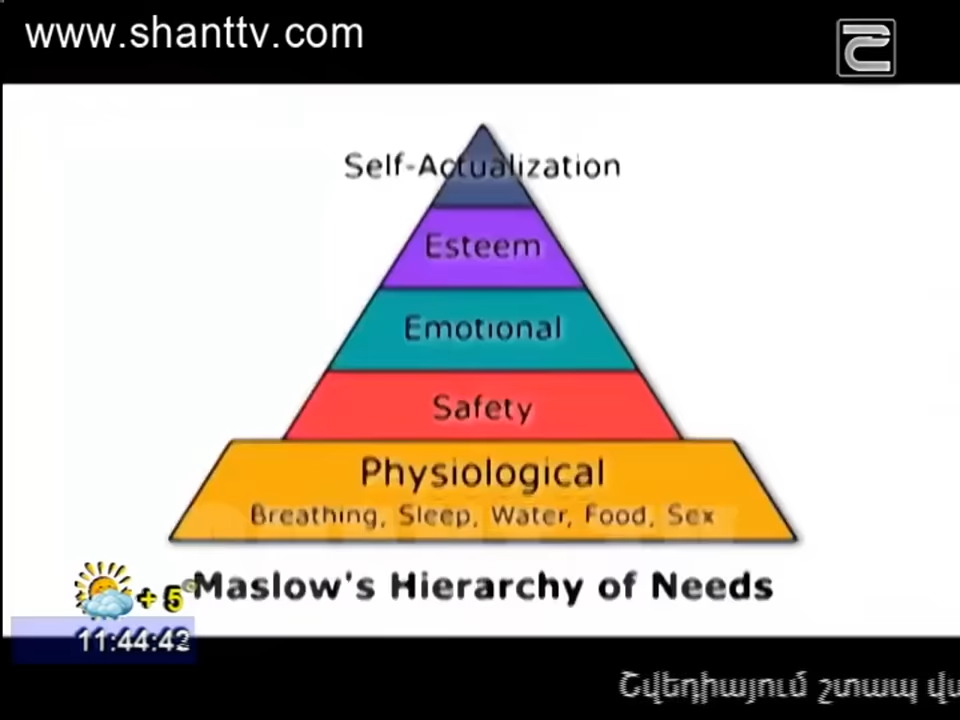 www.shanttv.com
Self-Actualization
Esteem
Emotional
Safety
Physiological
Breathing, Sleep, Water, Food, Sex
+5°
Maslow's Hierarchy of Needs
11:44:42
Շվեդիայում շտապ